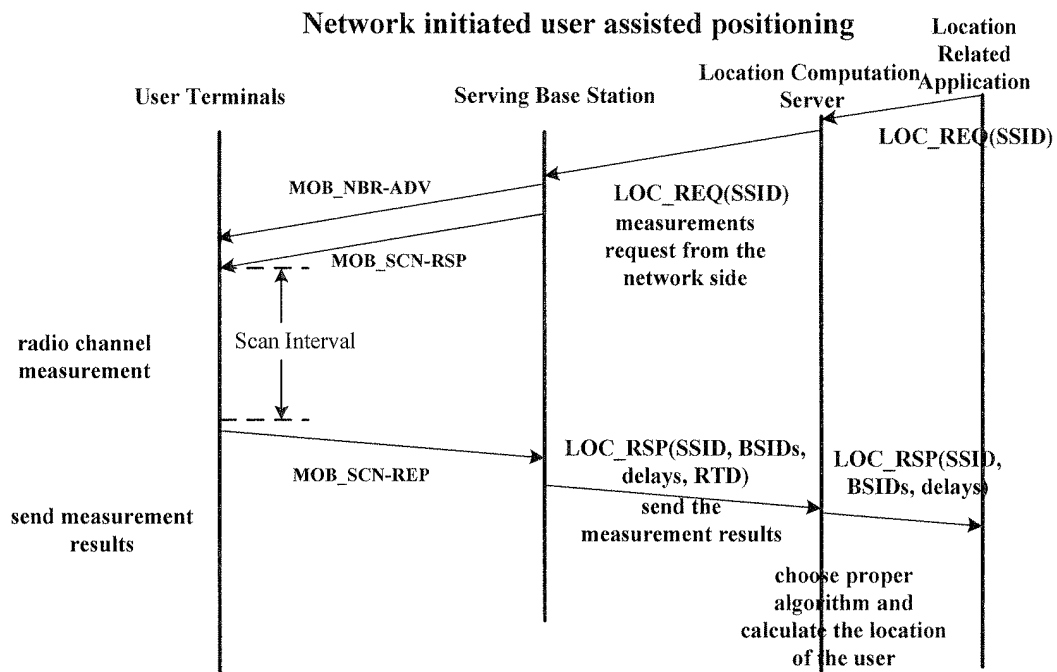 Network initiated user assisted positioning
Location
Related
Application
Location Computation
Server
Serving Base Station
User Terminals
LOC_REQ(SSID)
MOB_NBR-ADV
LOC_REQ(SSID)
measurements
request from the
network side
MOB_SCN-RSP
Scan Interval
radio channel
measurement
LOC_RSP(SSID, BSIDs,
delays, RTD)
LOC_RSP(SSID,
BSIDs, delays)
MOB_SCN-REP
send the
measurement results
send measurement
results
choose proper
algorithm and
calculate the location
of the user